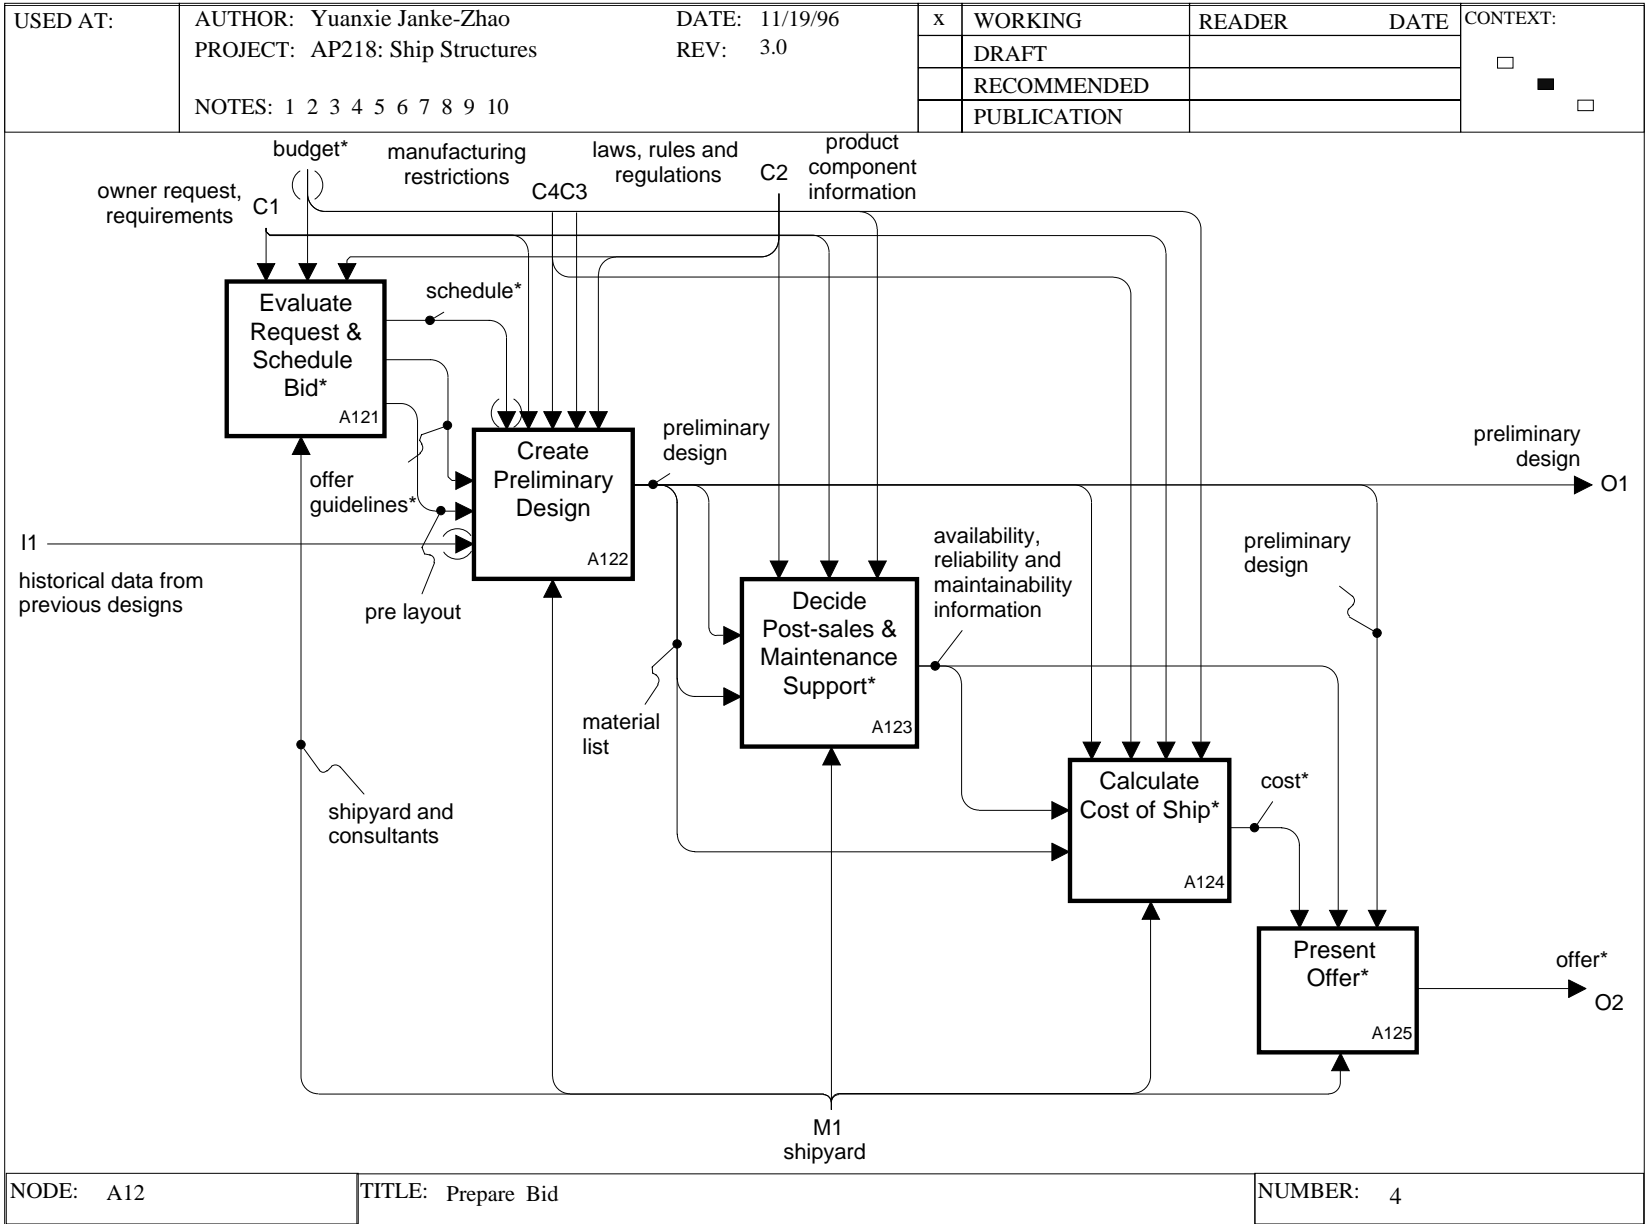 USED AT:
AUTHOR: Yuanxie Janke-Zhao
DATE: 11/19/96
x WORKING
READER DATE
CONTEXT:
PROJECT: AP218: Ship Structures
REV: 3.0
DRAFT
RECOMMENDED
NOTES: 1 2 3 4 5 6 7 8 9 10
PUBLICATION
budget*
manufacturing
restrictions
laws, rules and
regulations
product
component
information
owner request,
requirements
C1
C4C3
C2
Evaluate
Request &
Schedule
Bid*
A121
schedule*
offer
guidelines*
pre layout
Create
Preliminary
Design
A122
preliminary
design
preliminary
design
O1
I1
historical data from
previous designs
availability,
reliability and
maintainability
information
preliminary
design
Decide
Post-sales &
Maintenance
Support*
A123
material
list
shipyard and
consultants
Calculate
Cost of Ship*
A124
cost*
Present
Offer*
A125
offer*
O2
M1
shipyard
NODE: A12
TITLE: Prepare Bid
NUMBER: 4